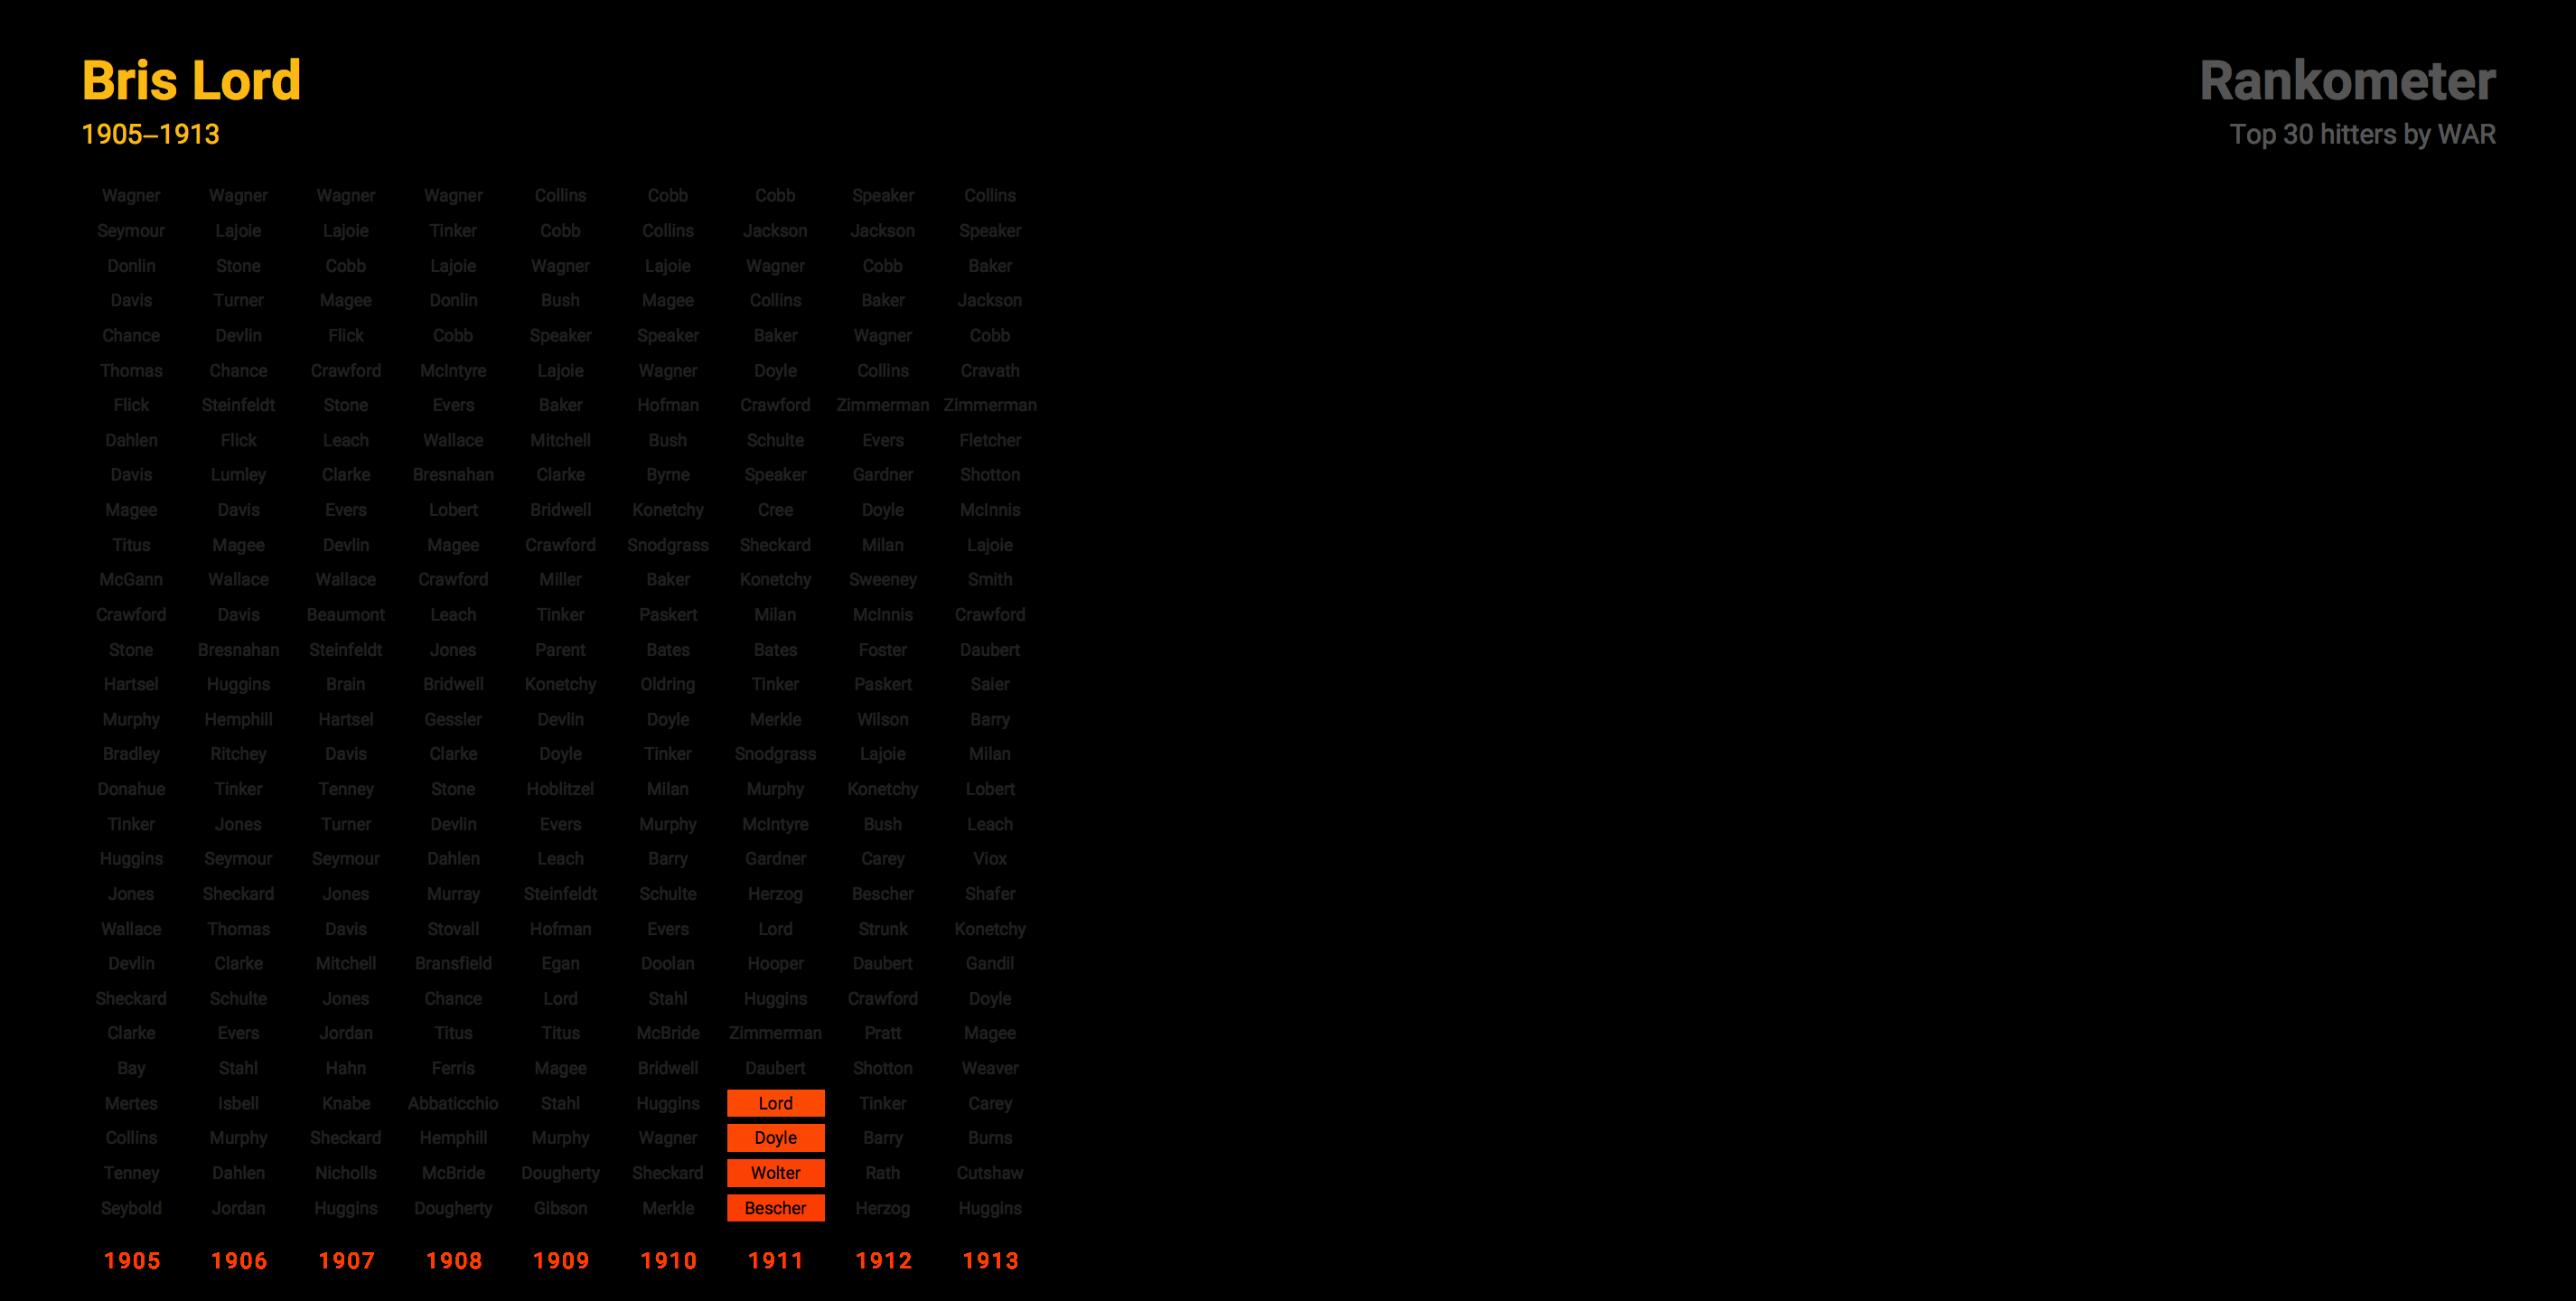 Bris Lord
1905–1913
Rankometer
Top 30 hitters by WAR
Wagner Wagner Wagner Wagner Collins Cobb Cobb Speaker Collins
Seymour Lajoie Lajoie Tinker Cobb Collins Jackson Jackson Speaker
Donlin Stone Cobb Lajoie Wagner Lajoie Wagner Cobb Baker
Davis Turner Magee Donlin Bush Magee Collins Baker Jackson
Chance Devlin Flick Cobb Speaker Speaker Baker Wagner Cobb
Thomas Chance Crawford McIntyre Lajoie Wagner Doyle Collins Cravath
Flick Steinfeldt Stone Evers Baker Hofman Crawford Zimmerman Zimmerman
Dahlen Flick Leach Wallace Mitchell Bush Schulte Evers Fletcher
Davis Lumley Clarke Bresnahan Clarke Byrne Speaker Gardner Shotton
Magee Davis Evers Lobert Bridwell Konetchy Cree Doyle McInnis
Titus Magee Devlin Magee Crawford Snodgrass Sheckard Milan Lajoie
McGann Wallace Wallace Crawford Miller Baker Konetchy Sweeney Smith
Crawford Davis Beaumont Leach Tinker Paskert Milan McInnis Crawford
Stone Bresnahan Steinfeldt Jones Parent Bates Bates Foster Daubert
Hartsel Huggins Brain Bridwell Konetchy Oldring Tinker Paskert Saier
Murphy Hemphill Hartsel Gessler Devlin Doyle Merkle Wilson Barry
Bradley Ritchey Davis Clarke Doyle Tinker Snodgrass Lajoie Milan
Donahue Tinker Tenney Stone Hoblitzel Milan Murphy Konetchy Lobert
Tinker Jones Turner Devlin Evers Murphy McIntyre Bush Leach
Huggins Seymour Seymour Dahlen Leach Barry Gardner Carey Viox
Jones Sheckard Jones Murray Steinfeldt Schulte Herzog Bescher Shafer
Wallace Thomas Davis Stovall Hofman Evers Lord Strunk Konetchy
Devlin Clarke Mitchell Bransfield Egan Doolan Hooper Daubert Gandil
Sheckard Schulte Jones Chance Lord Stahl Huggins Crawford Doyle
Clarke Evers Jordan Titus Titus McBride Zimmerman Pratt Magee
Bay Stahl Hahn Ferris Magee Bridwell Daubert Shotton Weaver
Mertes Isbell Knabe Abbaticchio Stahl Huggins Lord Tinker Carey
Collins Murphy Sheckard Hemphill Murphy Wagner Doyle Barry Burns
Tenney Dahlen Nicholls McBride Dougherty Sheckard Wolter Rath Cutshaw
Seybold Jordan Huggins Dougherty Gibson Merkle Bescher Herzog Huggins
1905 1906 1907 1908 1909 1910 1911 1912 1913